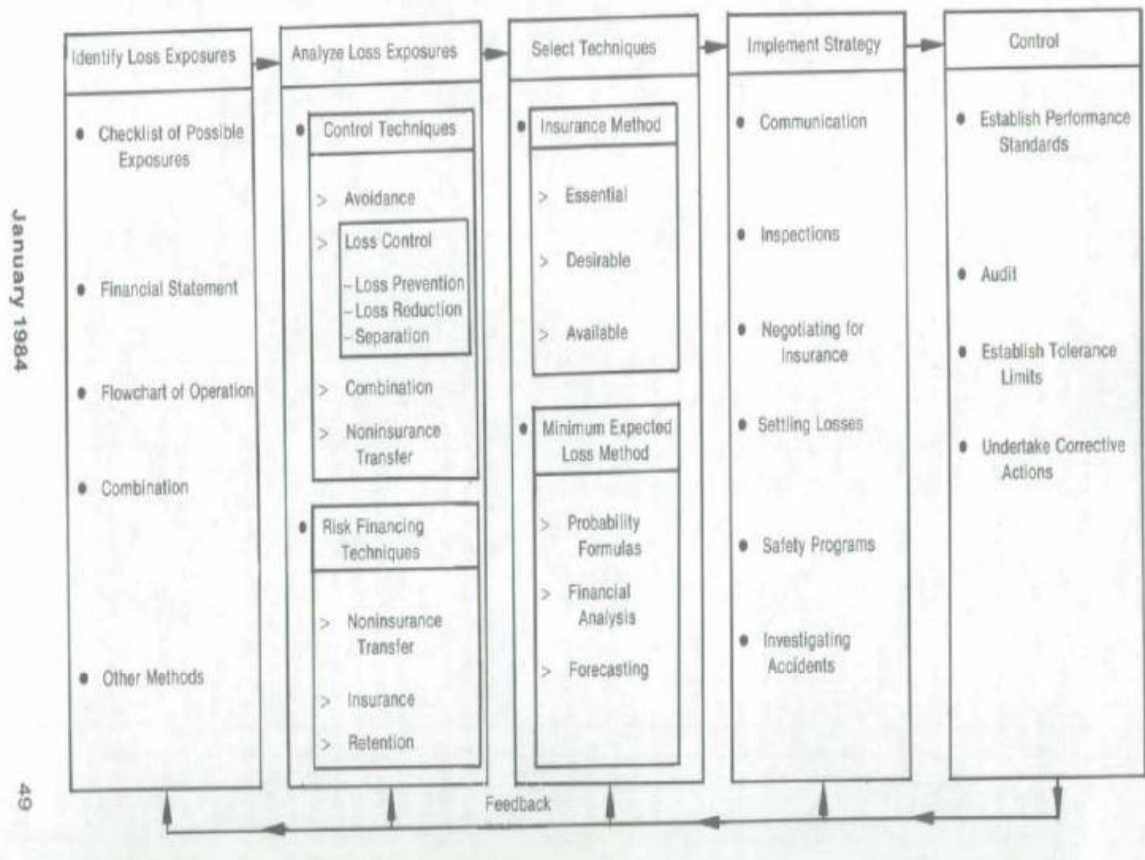 January 1984
49
Identify Loss Exposures
• Checklist of Possible
Exposures
• Financial Statement
• Flowchart of Operation
• Combination
• Other Methods
Analyze Loss Exposures
• Control Techniques
> Avoidance
> Loss Control
– Loss Prevention
– Loss Reduction
– Separation
> Combination
> Noninsurance
Transfer
• Risk Financing
Techniques
> Noninsurance
Transfer
> Insurance
> Retention
Select Techniques
• Insurance Method
> Essential
> Desirable
> Available
• Minimum Expected
Loss Method
> Probability
Formulas
> Financial
Analysis
> Forecasting
Implement Strategy
• Communication
• Inspections
• Negotiating for
Insurance
• Settling Losses
• Safety Programs
• Investigating
Accidents
Control
• Establish Performance
Standards
• Audit
• Establish Tolerance
Limits
• Undertake Corrective
Actions
Feedback